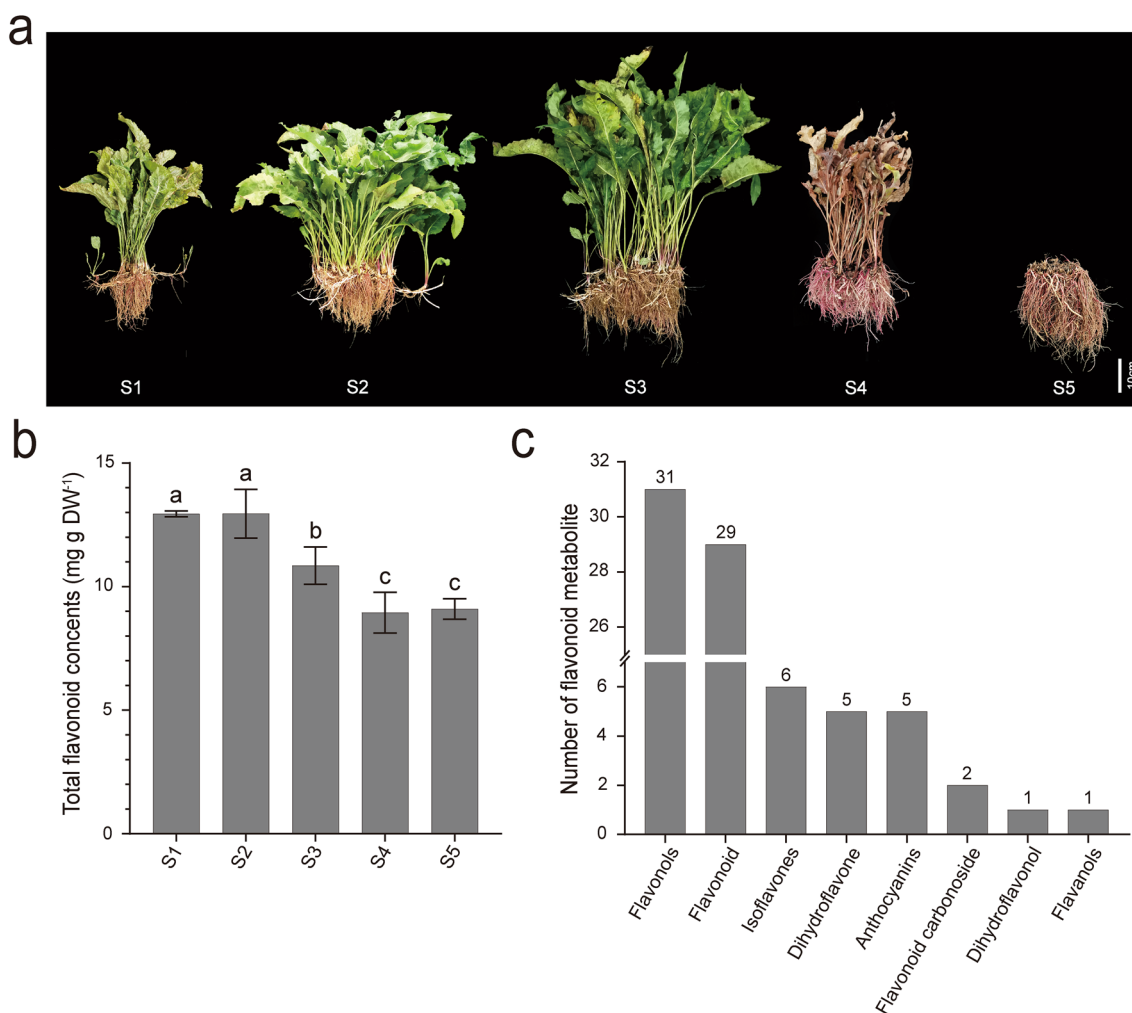 a
S1
S2
S3
S4
S5
10cm
b
Total flavonoid concents (mg g DW⁻¹)
15
10
5
0
a
a
b
c
c
S1
S2
S3
S4
S5
c
Number of flavonoid metabolite
32
30
28
26
6
4
2
0
31
29
6
5
5
2
1
1
Flavonols
Flavonoid
Isoflavones
Dihydroflavone
Anthocyanins
Flavonoid carbonoside
Dihydroflavonol
Flavanols